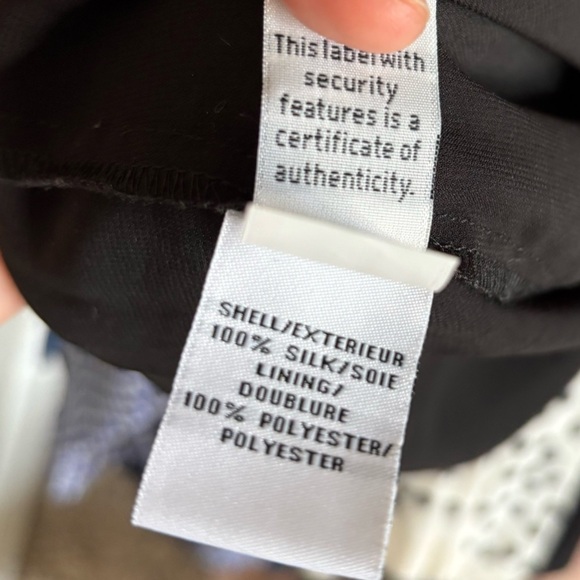 This label with
security
features is a
certificate of
authenticity.
SHELL/EXTERIEUR
100% SILK/SOIE
LINING/
DOUBLURE
100% POLYESTER/
POLYESTER